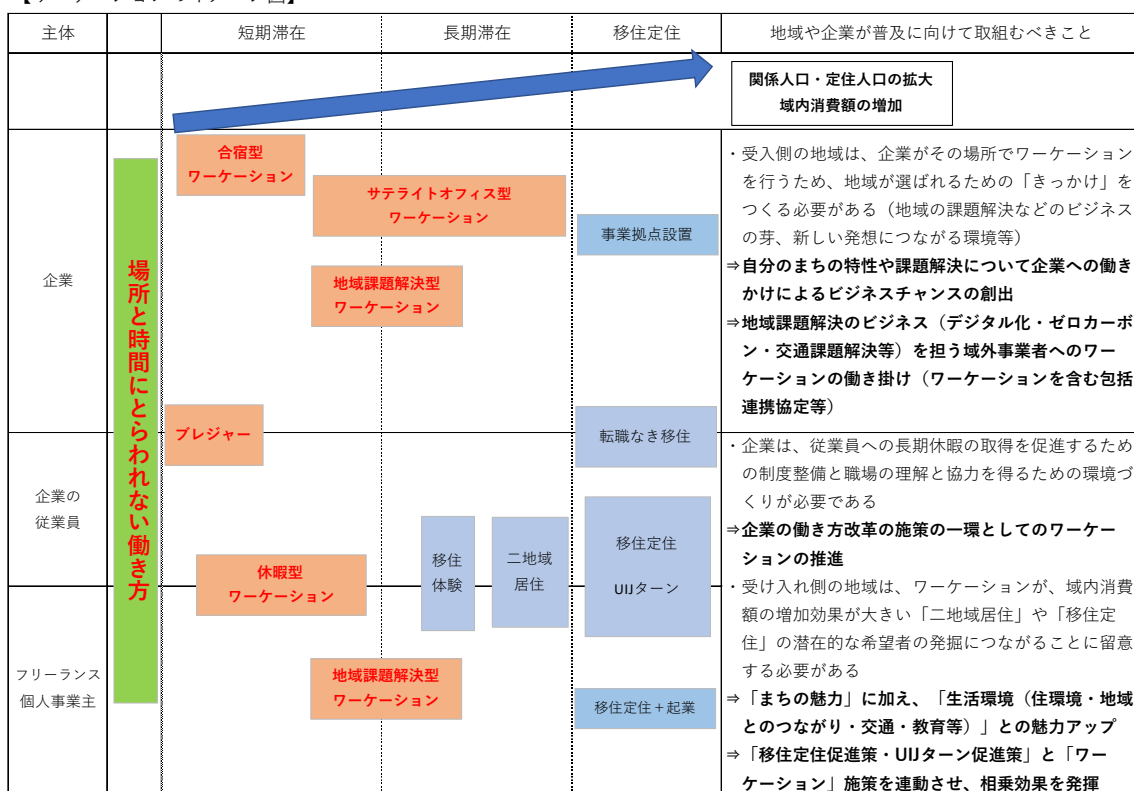 主体
短期滞在
長期滞在
移住定住
地域や企業が普及に向けて取組むべきこと
関係人口・定住人口の拡大
域内消費額の増加
場所と時間にとらわれない働き方
企業
合宿型
ワーケーション
サテライトオフィス型
ワーケーション
地域課題解決型
ワーケーション
事業拠点設置
・受入側の地域は、企業がその場所でワーケーション
を行うため、地域が選ばれるための「きっかけ」を
つくる必要がある（地域の課題解決などのビジネス
の芽、新しい発想につながる環境等）
⇒自分のまちの特性や課題解決について企業への働き
かけによるビジネスチャンスの創出
⇒地域課題解決のビジネス（デジタル化・ゼロカーボ
ン・交通課題解決等）を担う域外事業者へのワー
ケーションの働き掛け（ワーケーションを含む包括
連携協定等）
ブレジャー
転職なき移住
企業の
従業員
休暇型
ワーケーション
移住
体験
二地域
居住
移住定住
UIJターン
・企業は、従業員への長期休暇の取得を促進するため
の制度整備と職場の理解と協力を得るための環境づ
くりが必要である
⇒企業の働き方改革の施策の一環としてのワーケー
ションの推進
フリーランス
個人事業主
地域課題解決型
ワーケーション
移住定住＋起業
・受け入れ側の地域は、ワーケーションが、域内消費
額の増加効果が大きい「二地域居住」や「移住定
住」の潜在的な希望者の発掘につながることに留意
する必要がある
⇒「まちの魅力」に加え、「生活環境（住環境・地域
とのつながり・交通・教育等）」との魅力アップ
⇒「移住定住促進策・UIJターン促進策」と「ワー
ケーション」施策を連動させ、相乗効果を発揮